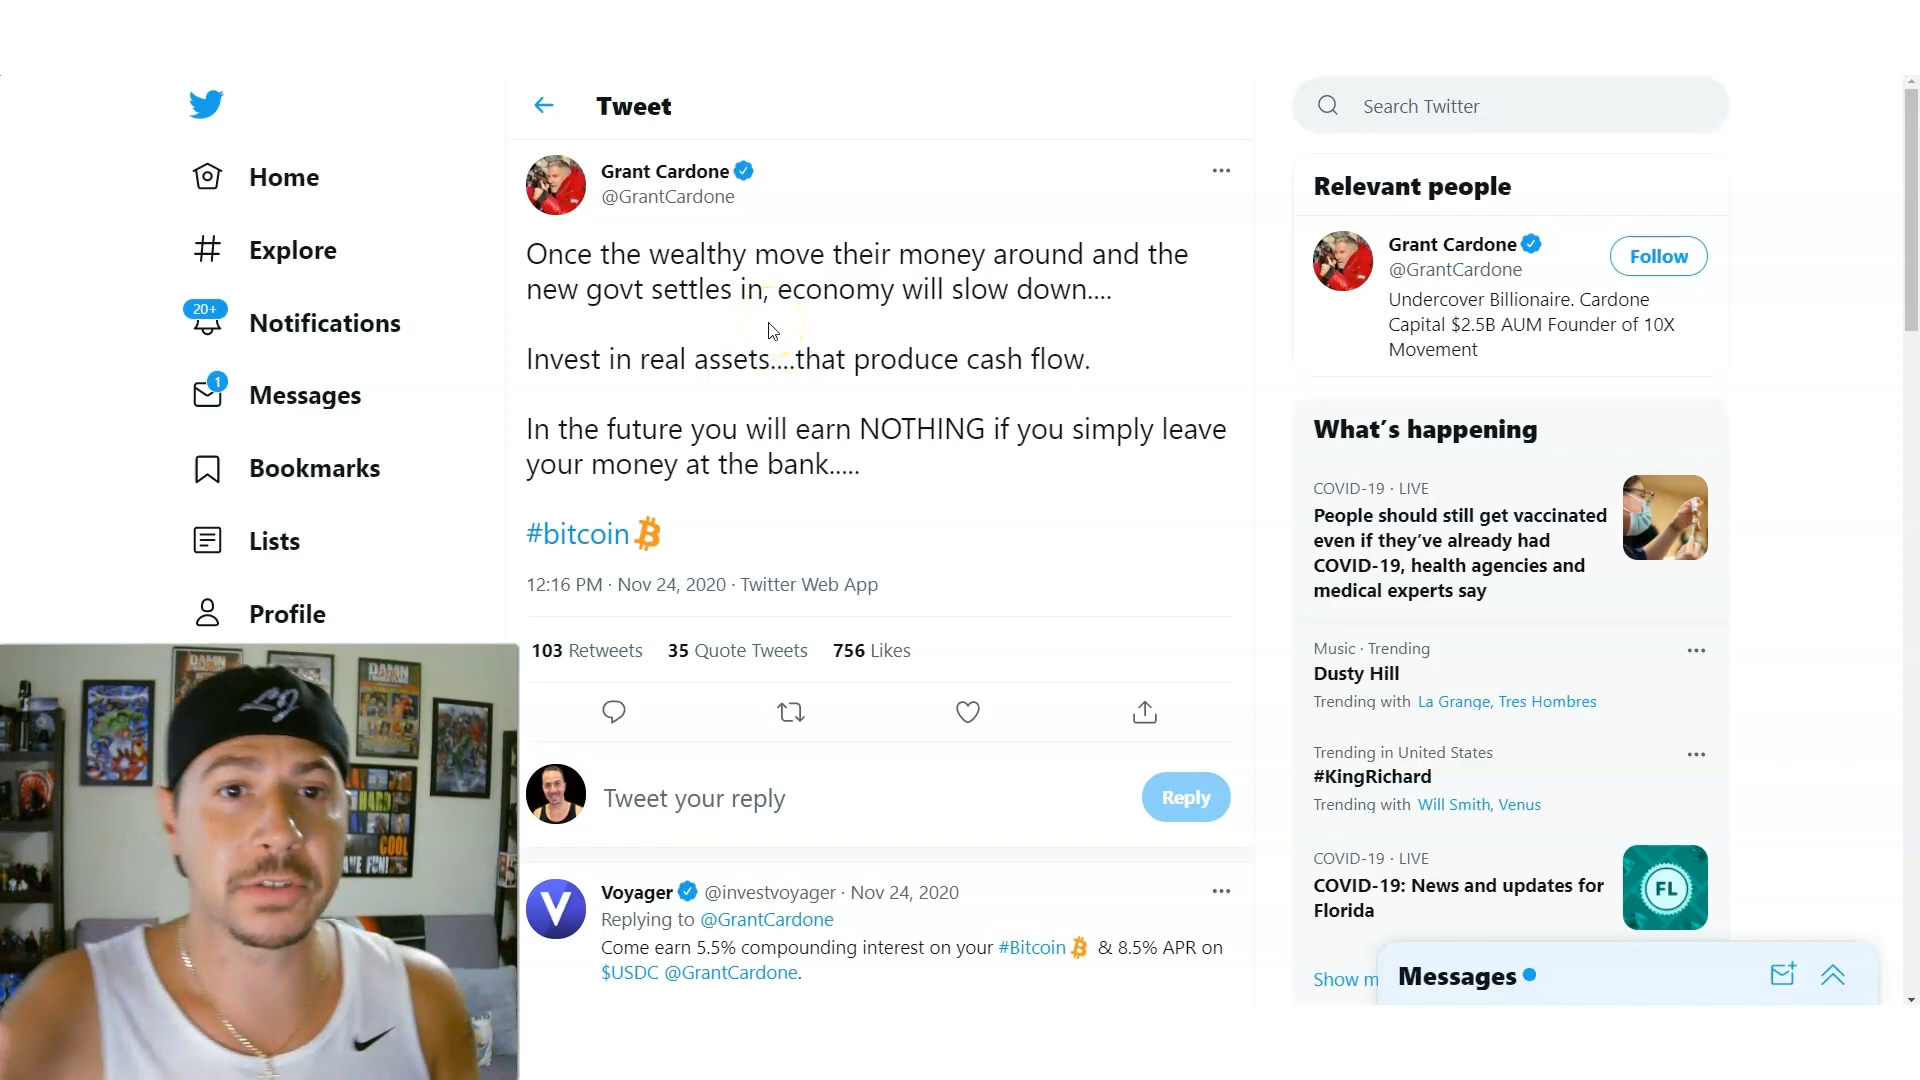 Home
Explore
20+
Notifications
1
Messages
Bookmarks
Lists
Profile
Tweet
Grant Cardone
@GrantCardone
Once the wealthy move their money around and the
new govt settles in, economy will slow down....
Invest in real assets....that produce cash flow.
In the future you will earn NOTHING if you simply leave
your money at the bank.....
#bitcoin
12:16 PM · Nov 24, 2020 · Twitter Web App
103 Retweets 35 Quote Tweets 756 Likes
Tweet your reply
Reply
V
Voyager @investvoyager · Nov 24, 2020
Replying to @GrantCardone
Come earn 5.5% compounding interest on your #Bitcoin & 8.5% APR on
$USDC @GrantCardone.
Search Twitter
Relevant people
Grant Cardone
@GrantCardone
Follow
Undercover Billionaire. Cardone
Capital $2.5B AUM Founder of 10X
Movement
What's happening
COVID-19 · LIVE
People should still get vaccinated
even if they've already had
COVID-19, health agencies and
medical experts say
Music · Trending
Dusty Hill
Trending with La Grange, Tres Hombres
Trending in United States
#KingRichard
Trending with Will Smith, Venus
COVID-19 · LIVE
COVID-19: News and updates for
Florida
FL
Show m
Messages
DAMN
HARD
COOL
HAVE FUN!